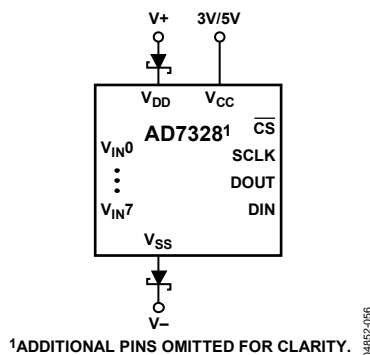 V+ 3V/5V
VDD VCC
AD7328¹
CS
VIN0
SCLK
DOUT
VIN7
DIN
VSS
V–
¹ADDITIONAL PINS OMITTED FOR CLARITY.
04852-056